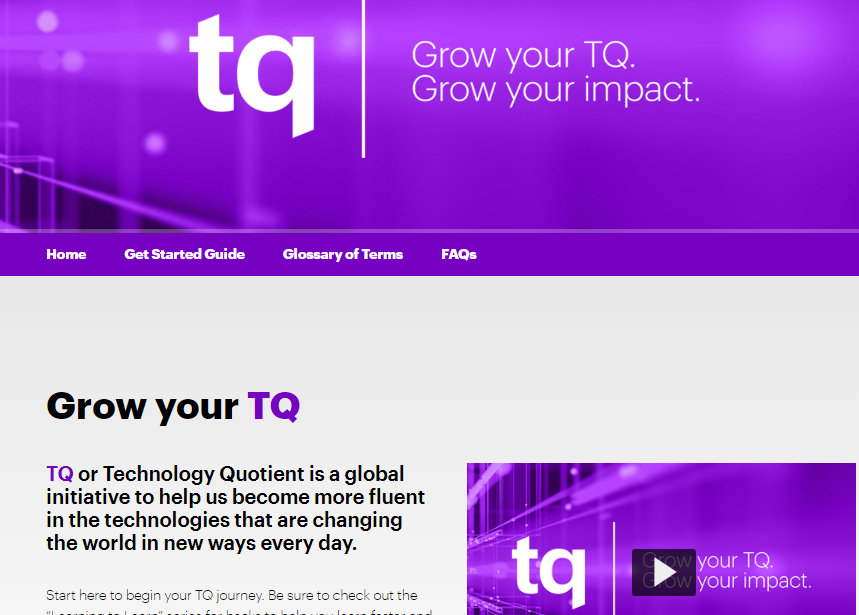 tq
Grow your TQ.
Grow your impact.
Home Get Started Guide Glossary of Terms FAQs
Grow your TQ
TQ or Technology Quotient is a global
initiative to help us become more fluent
in the technologies that are changing
the world in new ways every day.
tq
Grow your TQ.
Grow your impact.
Start here to begin your TQ journey. Be sure to check out the
"Learning to Learn" series for hacks to help you learn faster and